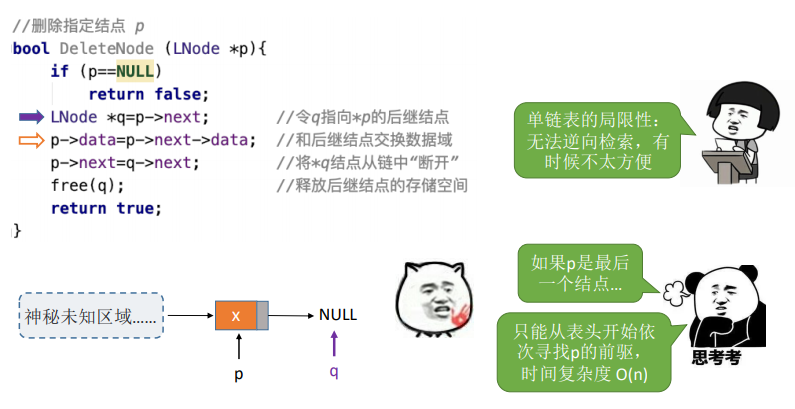 //删除指定结点 p
bool DeleteNode (LNode *p){
if (p==NULL)
return false;
LNode *q=p->next; //令q指向*p的后继结点
p->data=p->next->data; //和后继结点交换数据域
p->next=q->next; //将*q结点从链中“断开”
free(q); //释放后继结点的存储空间
return true;
}
单链表的局限性：
无法逆向检索，有
时候不太方便
如果p是最后
一个结点…
只能从表头开始依
次寻找p的前驱，
时间复杂度 O(n)
思考考
神秘未知区域……
x
NULL
p
q